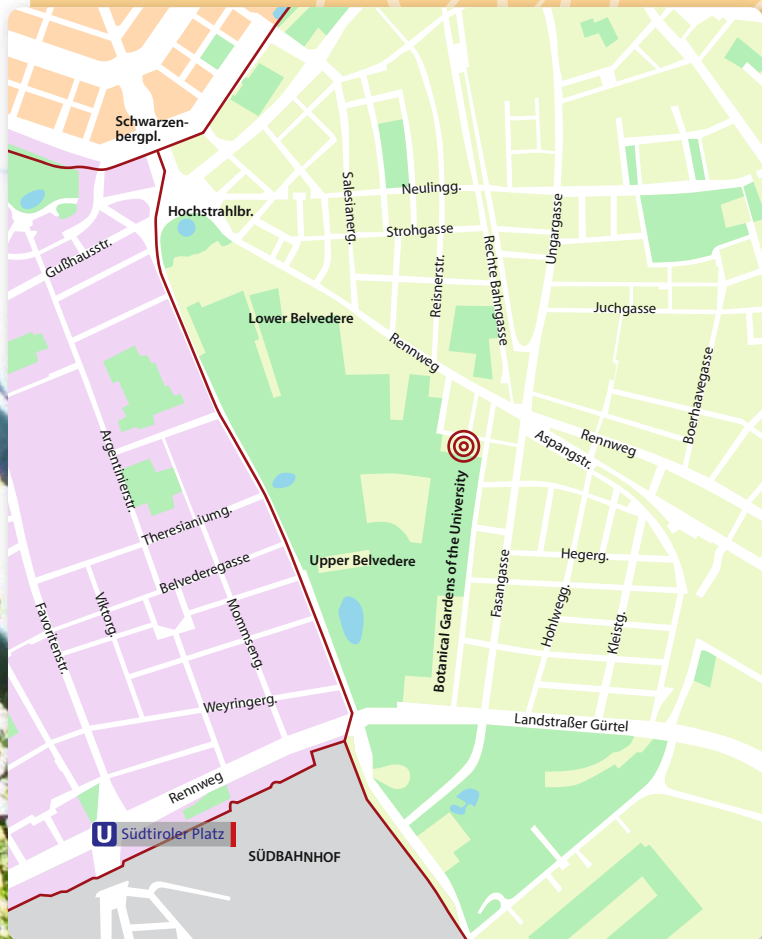 Schwarzen-
bergpl.
Neulingg.
Salesianerg.
Hochstrahlbr.
Strohgasse
Ungargasse
Gußhausstr.
Rechte Bahngasse
Reisnerstr.
Juchgasse
Lower Belvedere
Rennweg
Boerhaavegasse
Rennweg
Aspangstr.
Argentinierstr.
Theresianiumg.
Botanical Gardens of the University
Upper Belvedere
Hegerg.
Belvederegasse
Fasangasse
Viktorg.
Hohlwegg.
Favoritenstr.
Mommseng.
Kleistg.
Weyringerg.
Landstraßer Gürtel
Rennweg
U Südtiroler Platz
SÜDBAHNHOF